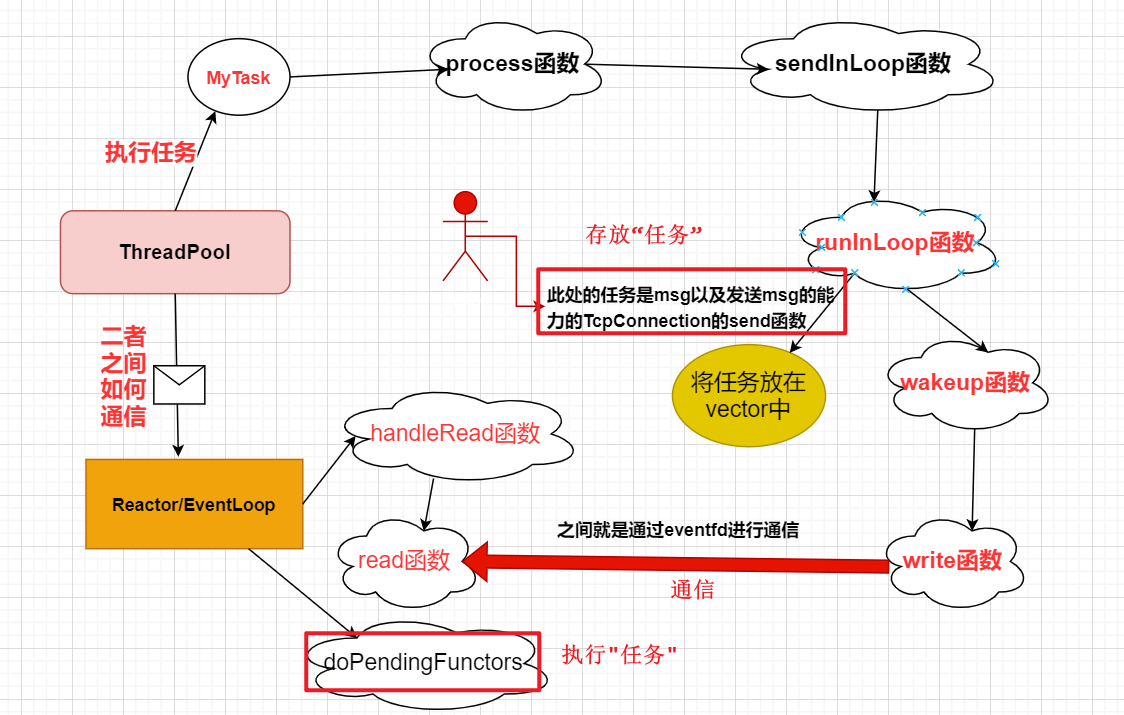 MyTask
process函数
sendInLoop函数
执行任务
ThreadPool
存放“任务”
runInLoop函数
此处的任务是msg以及发送msg的能
力的TcpConnection的send函数
二者
之间
如何
通信
将任务放在
vector中
wakeup函数
handleRead函数
Reactor/EventLoop
之间就是通过eventfd进行通信
read函数
write函数
通信
doPendingFunctors
执行"任务"